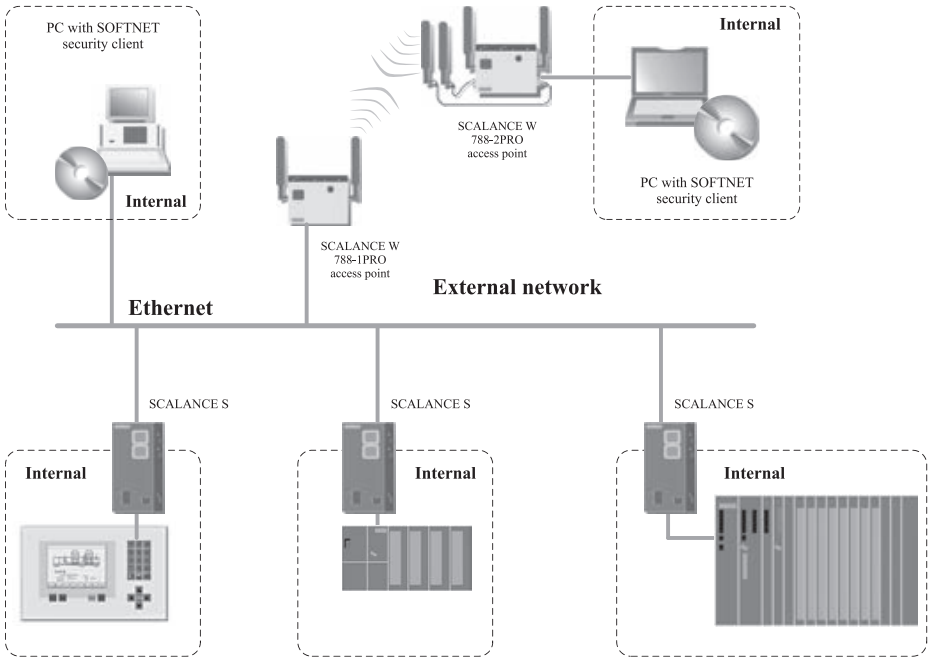 PC with SOFTNET
security client
Internal
SCALANCE W
788-1PRO
access point
SCALANCE W
788-2PRO
access point
Internal
PC with SOFTNET
security client
Ethernet
External network
SCALANCE S
SCALANCE S
SCALANCE S
Internal
Internal
Internal